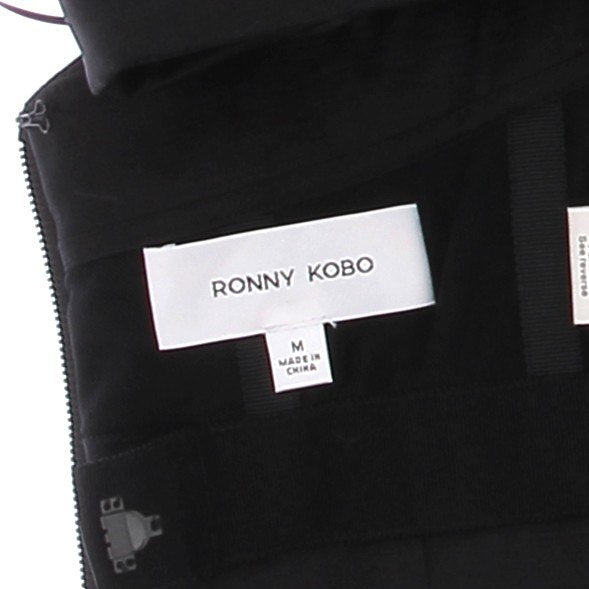 RONNY KOBO
M
MADE IN
CHINA
See reverse